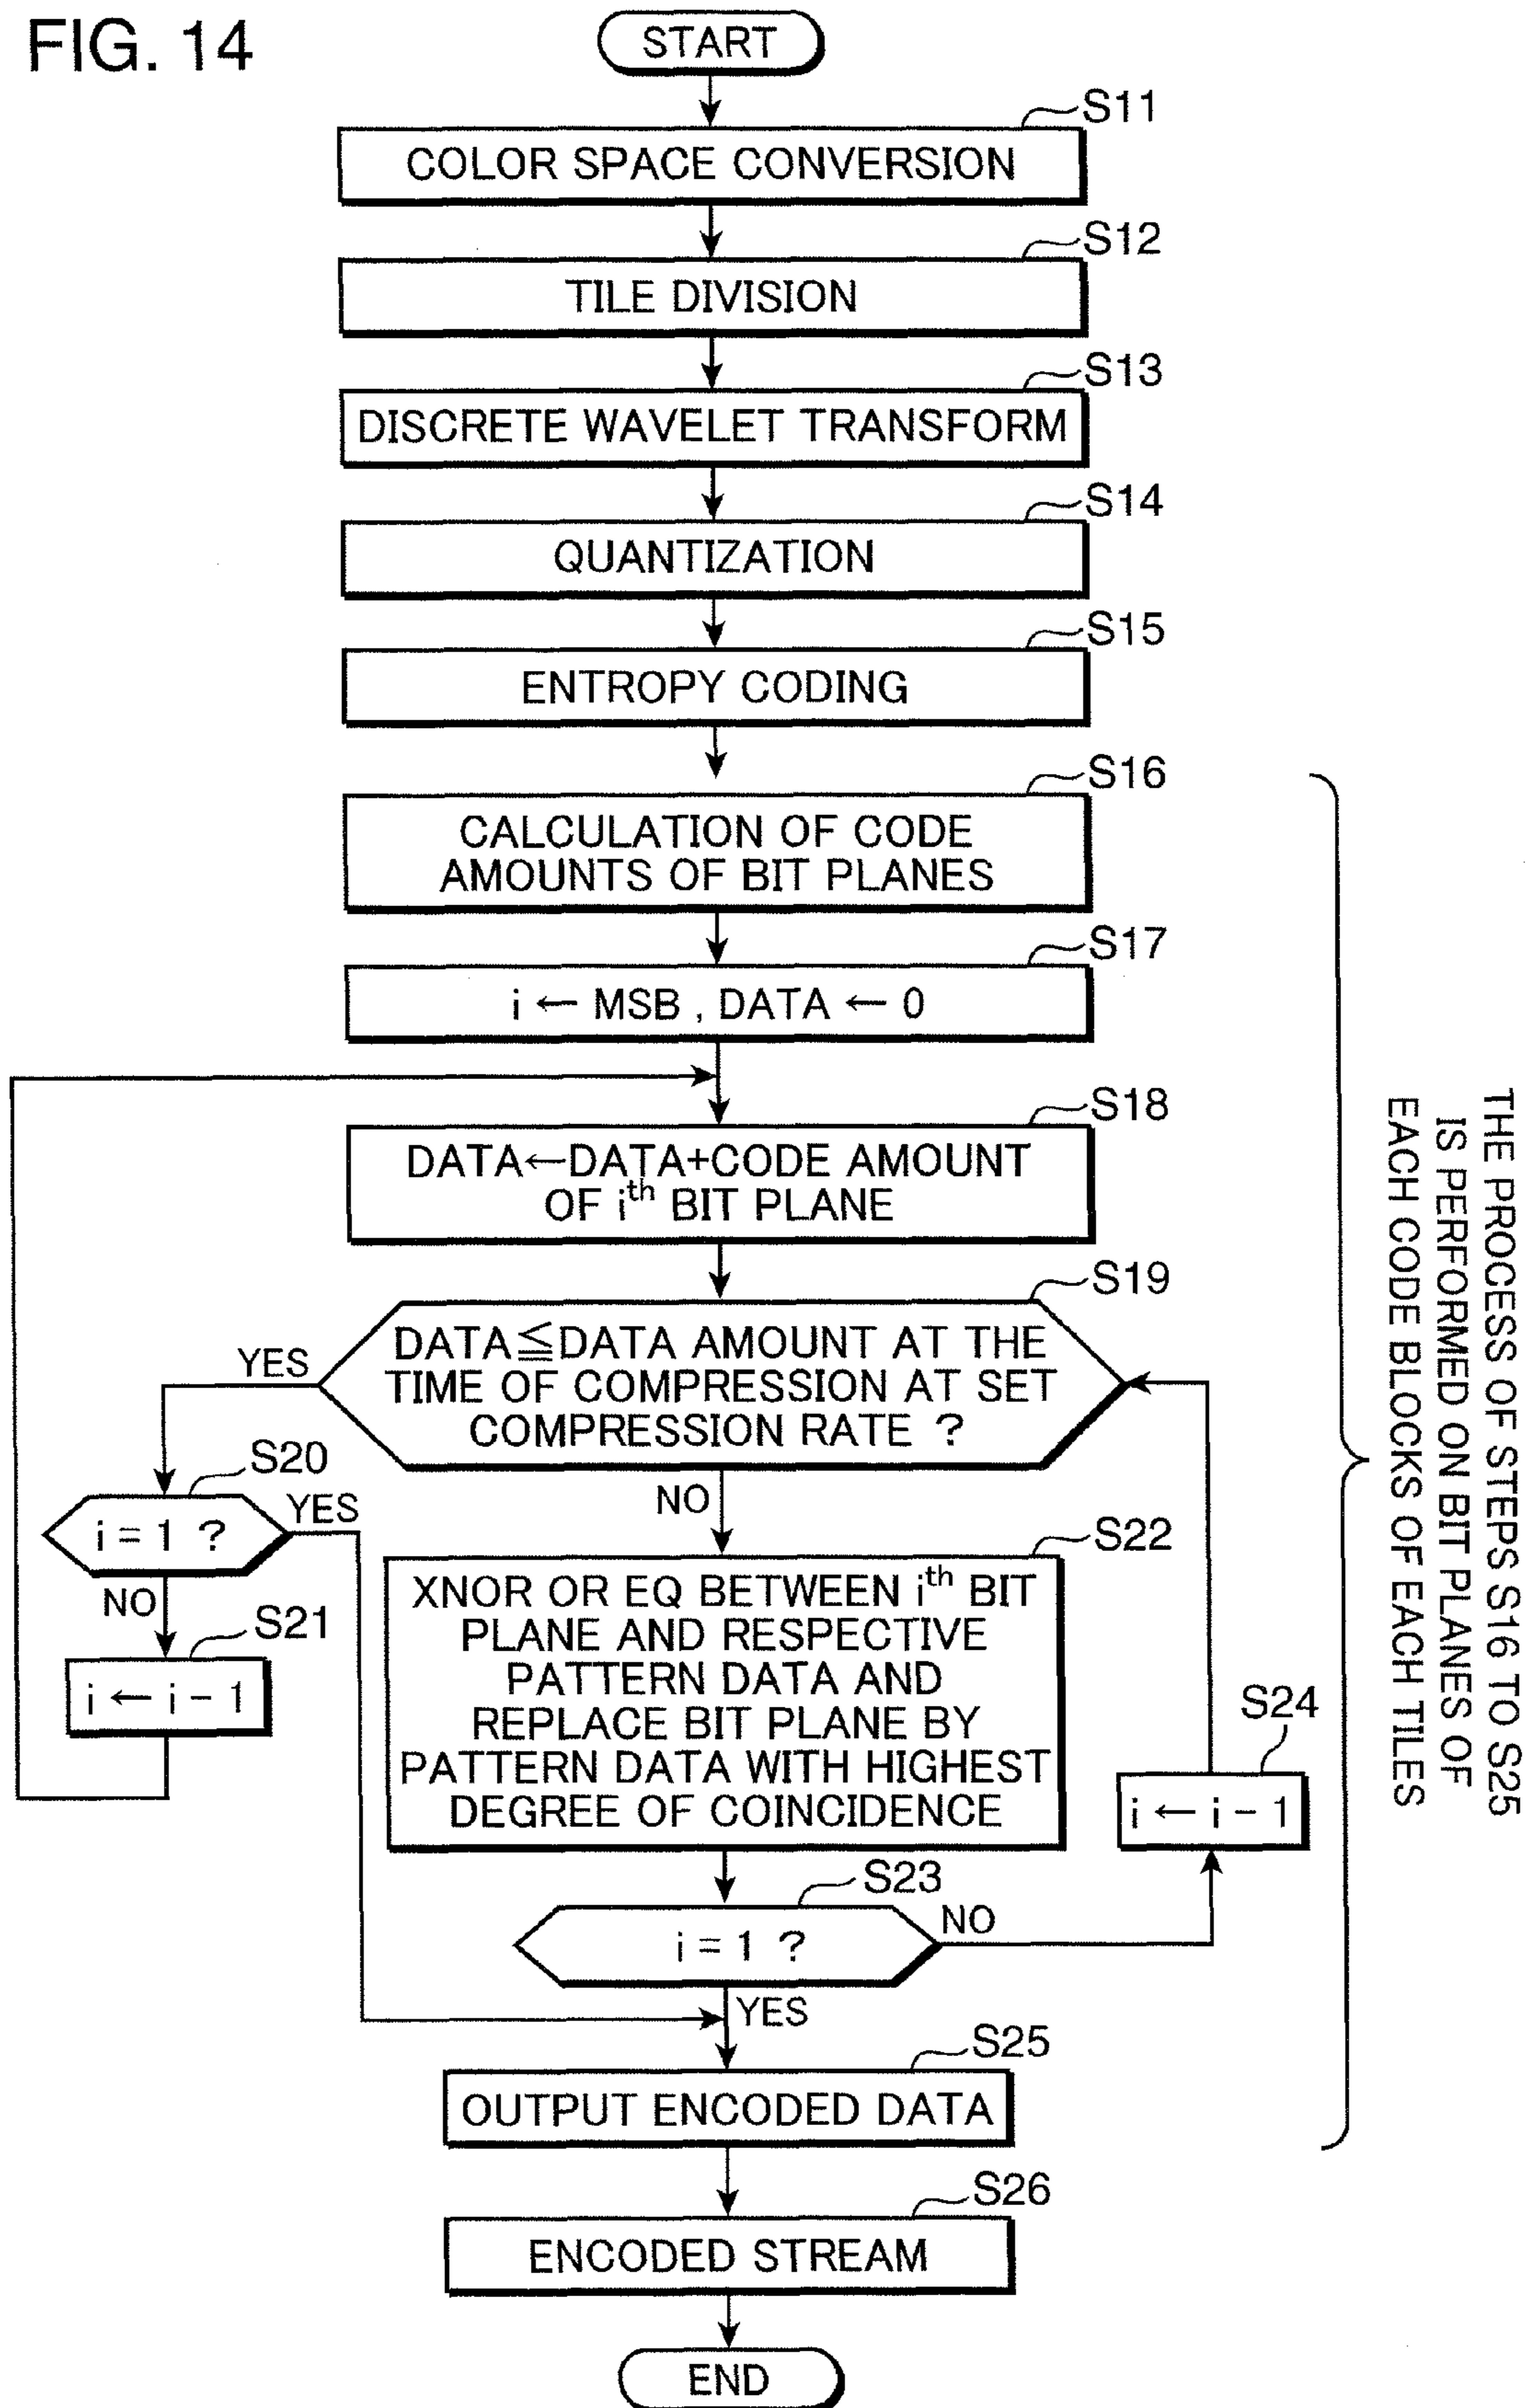 FIG. 14
START
S11
COLOR SPACE CONVERSION
S12
TILE DIVISION
S13
DISCRETE WAVELET TRANSFORM
S14
QUANTIZATION
S15
ENTROPY CODING
S16
CALCULATION OF CODE
AMOUNTS OF BIT PLANES
S17
i ← MSB , DATA ← 0
S18
DATA←DATA+CODE AMOUNT
OF ith BIT PLANE
S19
DATA≦DATA AMOUNT AT THE
TIME OF COMPRESSION AT SET
COMPRESSION RATE ?
YES
NO
S20
i = 1 ?
YES
NO
S21
i ← i - 1
S22
XNOR OR EQ BETWEEN ith BIT
PLANE AND RESPECTIVE
PATTERN DATA AND
REPLACE BIT PLANE BY
PATTERN DATA WITH HIGHEST
DEGREE OF COINCIDENCE
S23
i = 1 ?
NO
YES
S24
i ← i - 1
S25
OUTPUT ENCODED DATA
S26
ENCODED STREAM
END
THE PROCESS OF STEPS S16 TO S25
IS PERFORMED ON BIT PLANES OF
EACH CODE BLOCKS OF EACH TILES